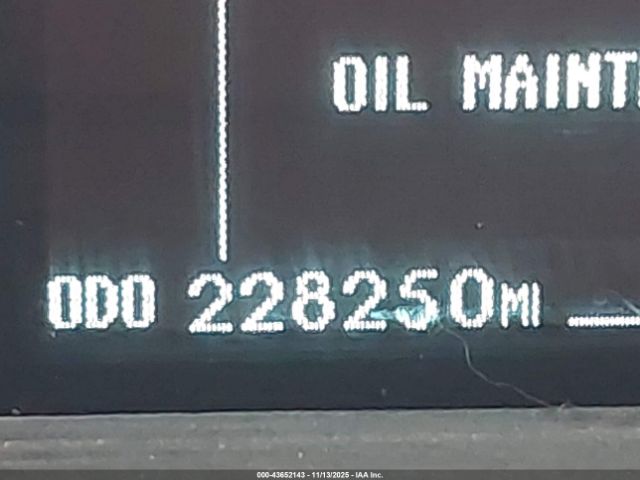 OIL MAINT
ODO 228250MI
000-43652143 - 11/13/2025 - IAA Inc.